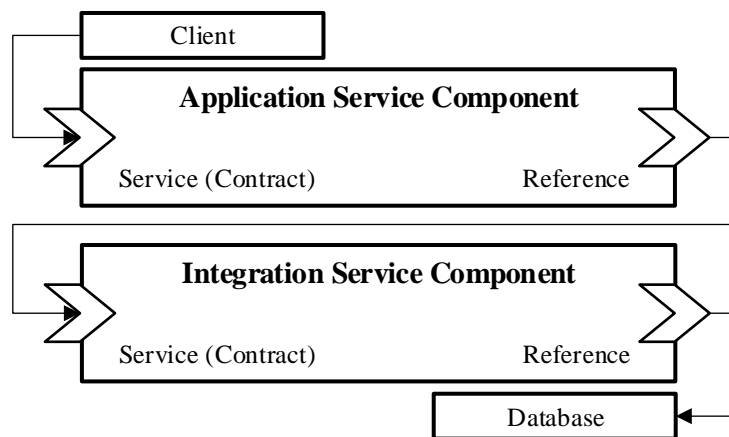 Client
Application Service Component
Service (Contract) Reference
Integration Service Component
Service (Contract) Reference
Database